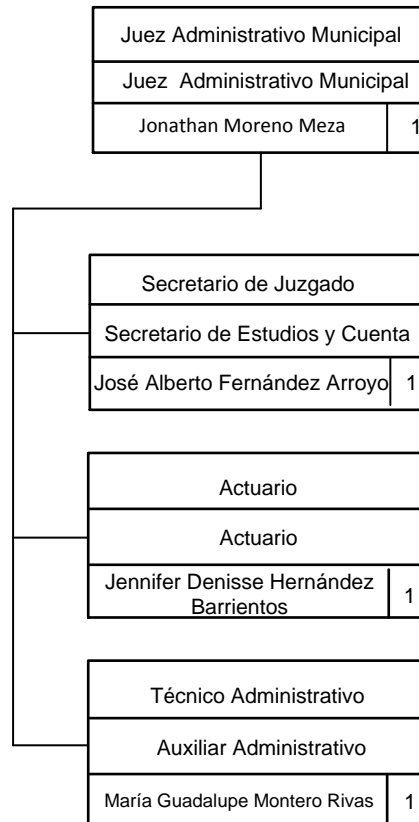 Juez Administrativo Municipal
Juez Administrativo Municipal
Jonathan Moreno Meza 1
Secretario de Juzgado
Secretario de Estudios y Cuenta
José Alberto Fernández Arroyo 1
Actuario
Actuario
Jennifer Denisse Hernández
Barrientos 1
Técnico Administrativo
Auxiliar Administrativo
María Guadalupe Montero Rivas 1